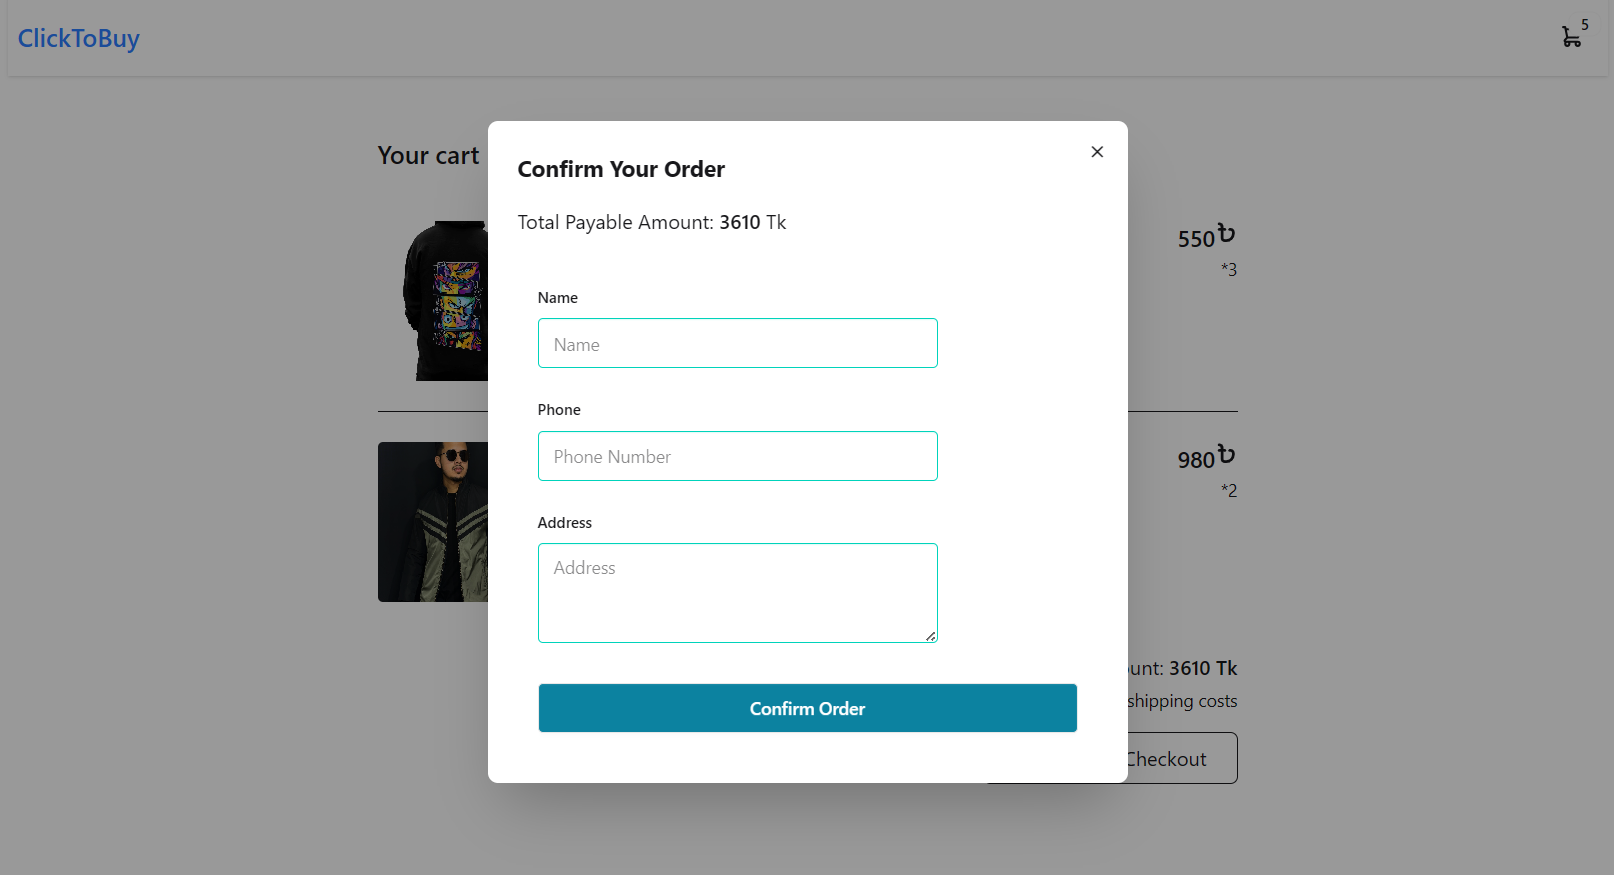 ClickToBuy
5
Your cart
550৳
*3
980৳
*2
Confirm Your Order
Total Payable Amount: 3610 Tk
Name
Name
Phone
Phone Number
Address
Address
Confirm Order
3610 Tk
shipping costs
Checkout